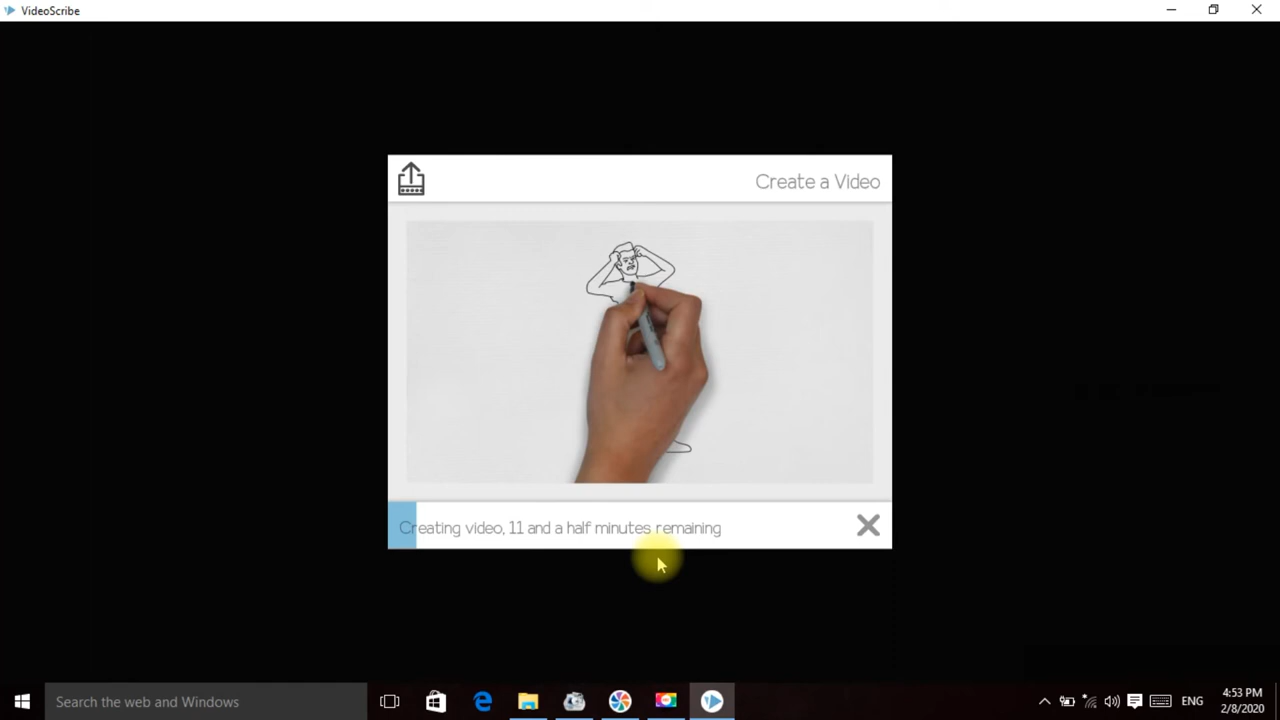 VideoScribe
Create a Video
Creating video, 11 and a half minutes remaining
Search the web and Windows
ENG
4:53 PM
2/8/2020